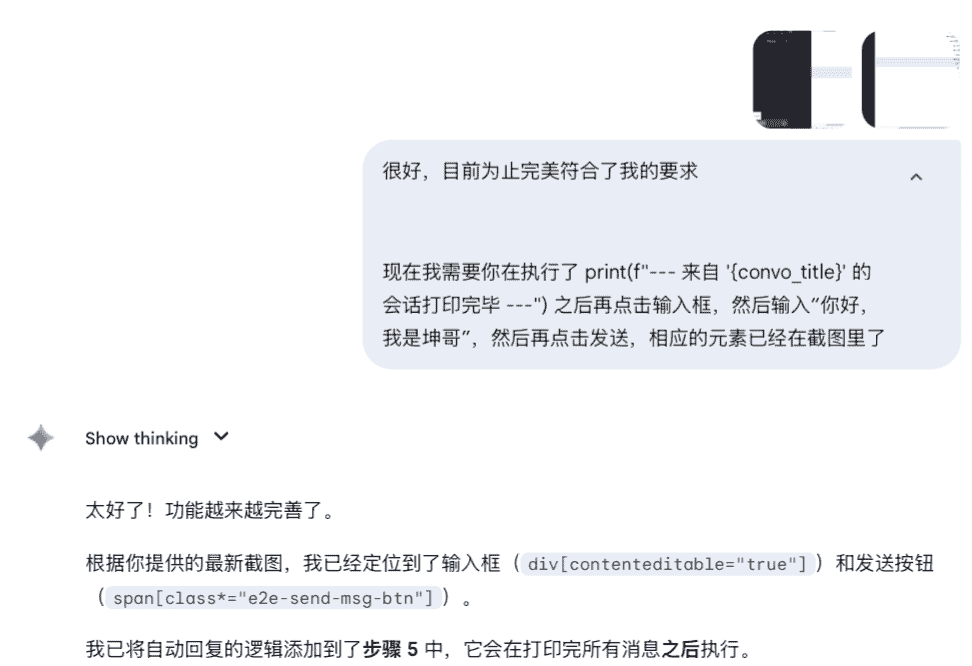 很好，目前为止完美符合了我的要求
现在我需要你在执行了 print(f"--- 来自 '{convo_title}' 的
会话打印完毕 ---") 之后再点击输入框，然后输入“你好，
我是坤哥”，然后再点击发送，相应的元素已经在截图里了
Show thinking
太好了！功能越来越完善了。
根据你提供的最新截图，我已经定位到了输入框（div[contenteditable="true"]）和发送按钮
（span[class*="e2e-send-msg-btn"]）。
我已将自动回复的逻辑添加到了步骤 5 中，它会在打印完所有消息之后执行。